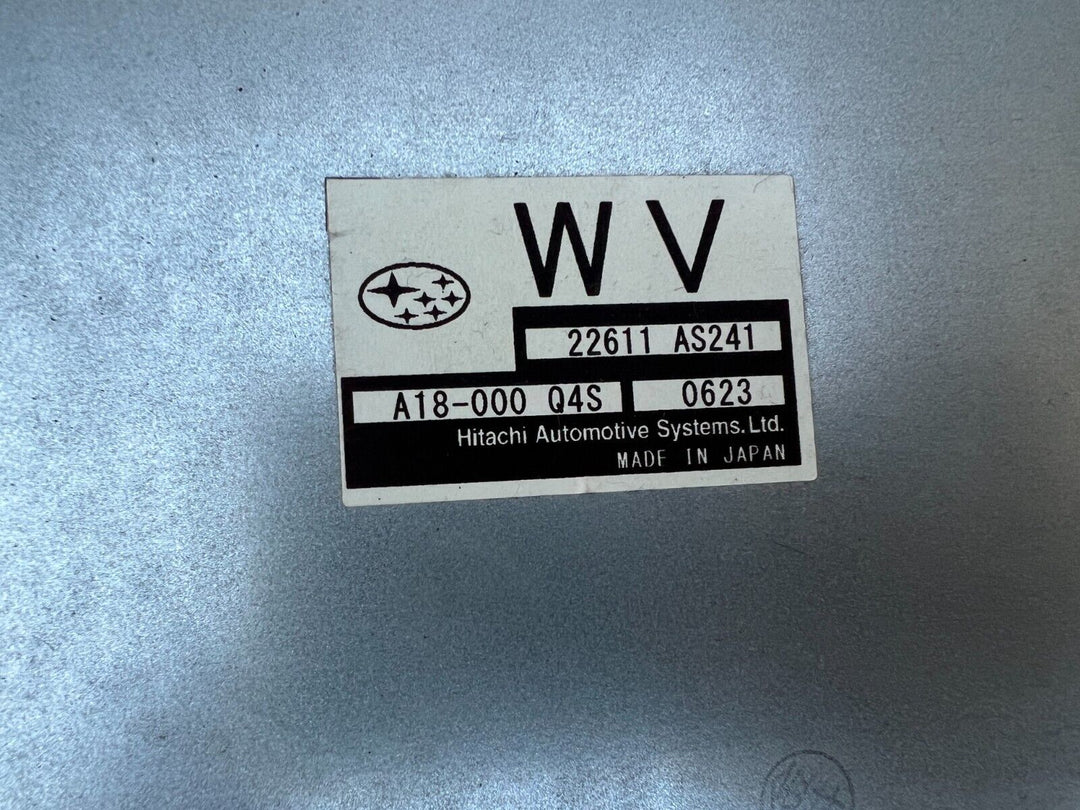 WV
22611 AS241
A18-000 Q4S 0623
Hitachi Automotive Systems.Ltd.
MADE IN JAPAN